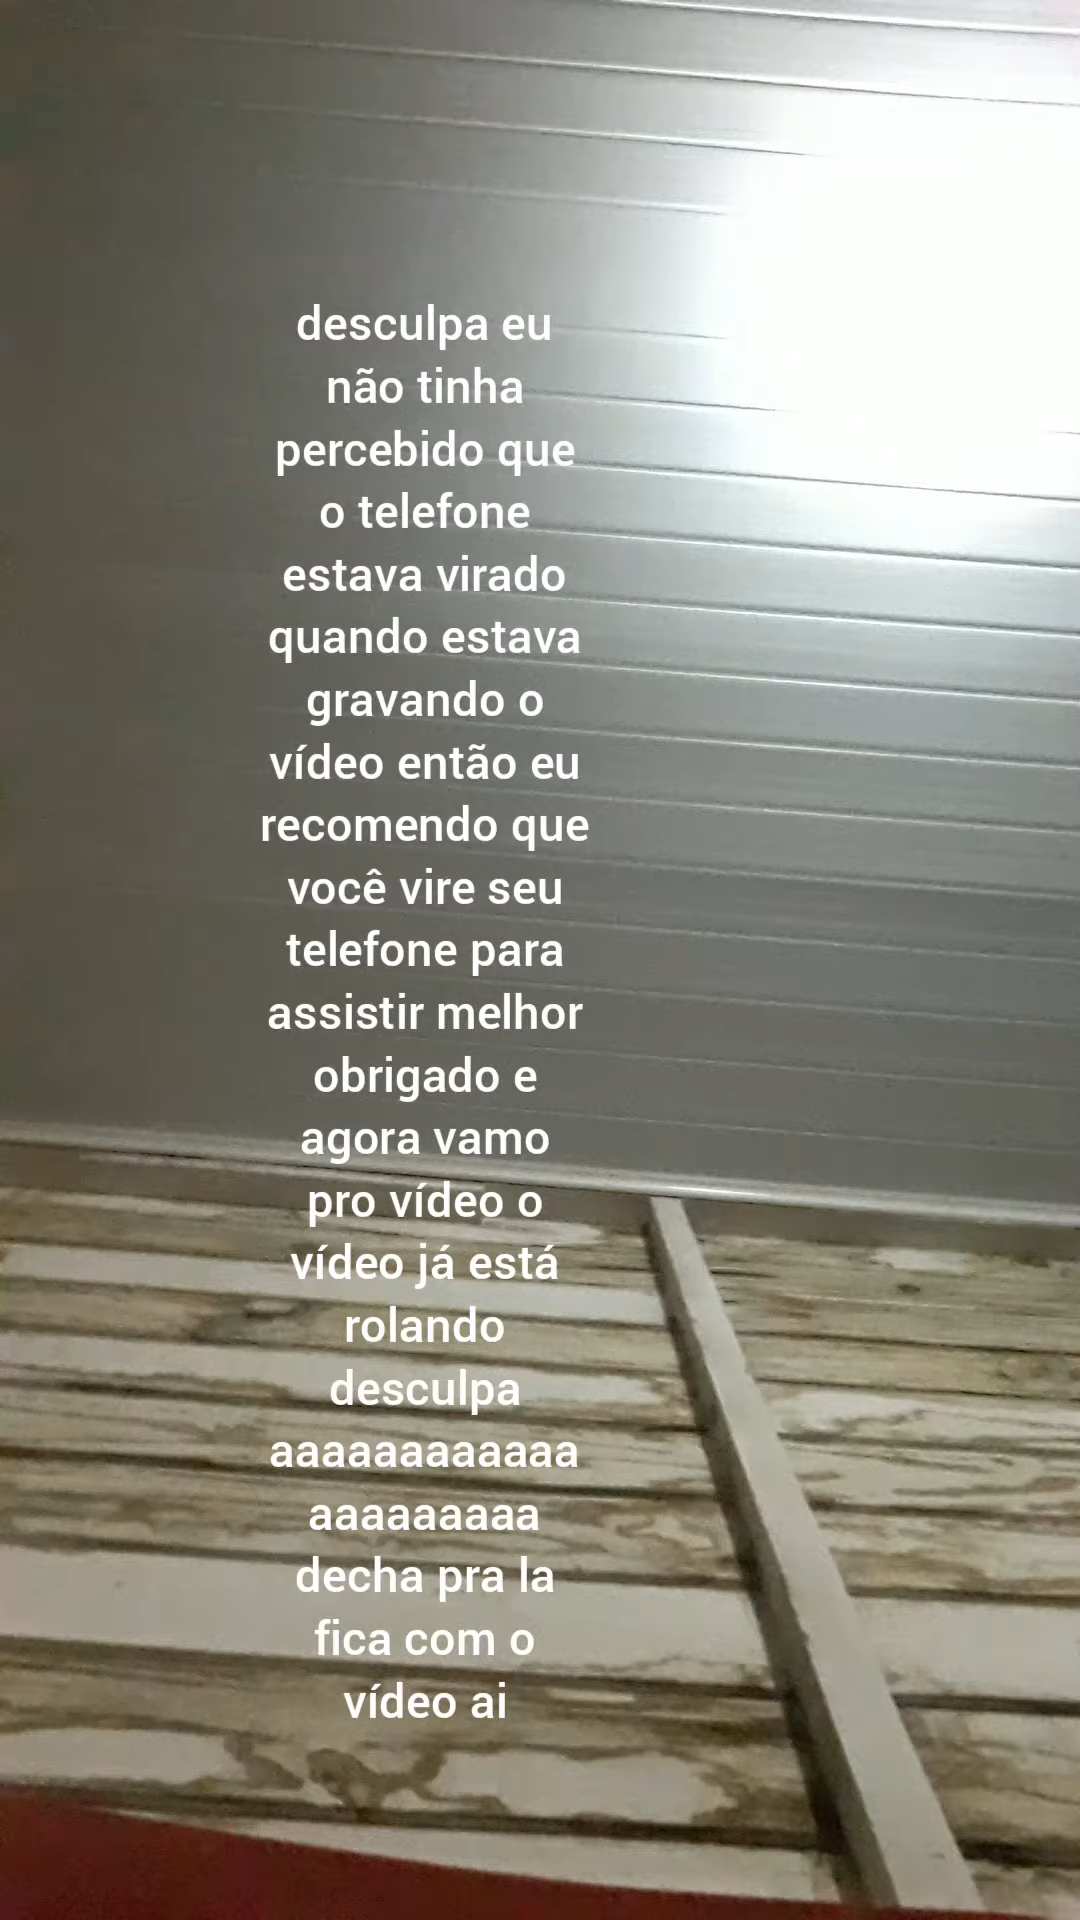 desculpa eu
não tinha
percebido que
o telefone
estava virado
quando estava
gravando o
vídeo então eu
recomendo que
você vire seu
telefone para
assistir melhor
obrigado e
agora vamo
pro vídeo o
vídeo já está
rolando
desculpa
aaaaaaaaaaaa
aaaaaaaaa
decha pra la
fica com o
vídeo ai